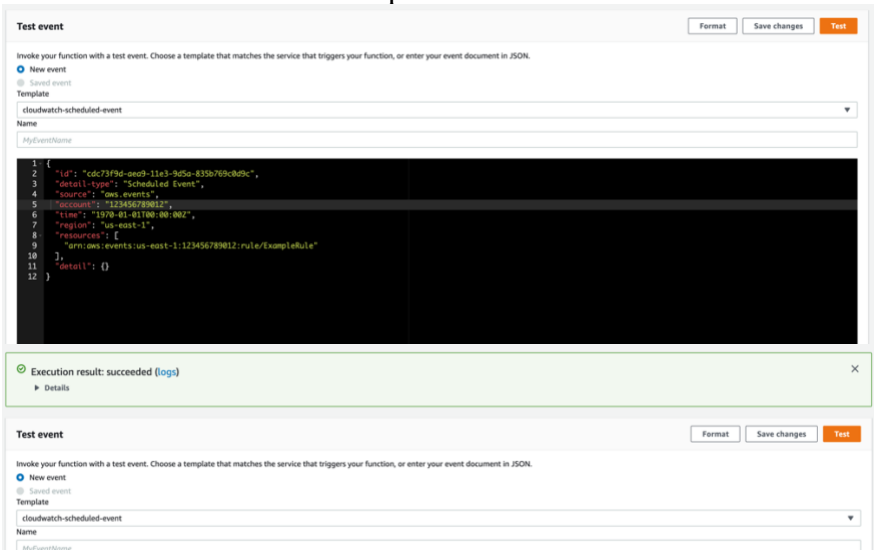 Test event
Format
Save changes
Test
Invoke your function with a test event. Choose a template that matches the service that triggers your function, or enter your event document in JSON.
New event
Saved event
Template
cloudwatch-scheduled-event
Name
MyEventName
1 {
2 "id": "cdc73f9d-aea9-11e3-9d5a-835b769c0d9c",
3 "detail-type": "Scheduled Event",
4 "source": "aws.events",
5 "account": "123456789012",
6 "time": "1970-01-01T00:00:00Z",
7 "region": "us-east-1",
8 "resources": [
9 "arn:aws:events:us-east-1:123456789012:rule/ExampleRule"
10 ],
11 "detail": {}
12 }
Execution result: succeeded (logs)
Details
Test event
Format
Save changes
Test
Invoke your function with a test event. Choose a template that matches the service that triggers your function, or enter your event document in JSON.
New event
Saved event
Template
cloudwatch-scheduled-event
Name
MyEventName